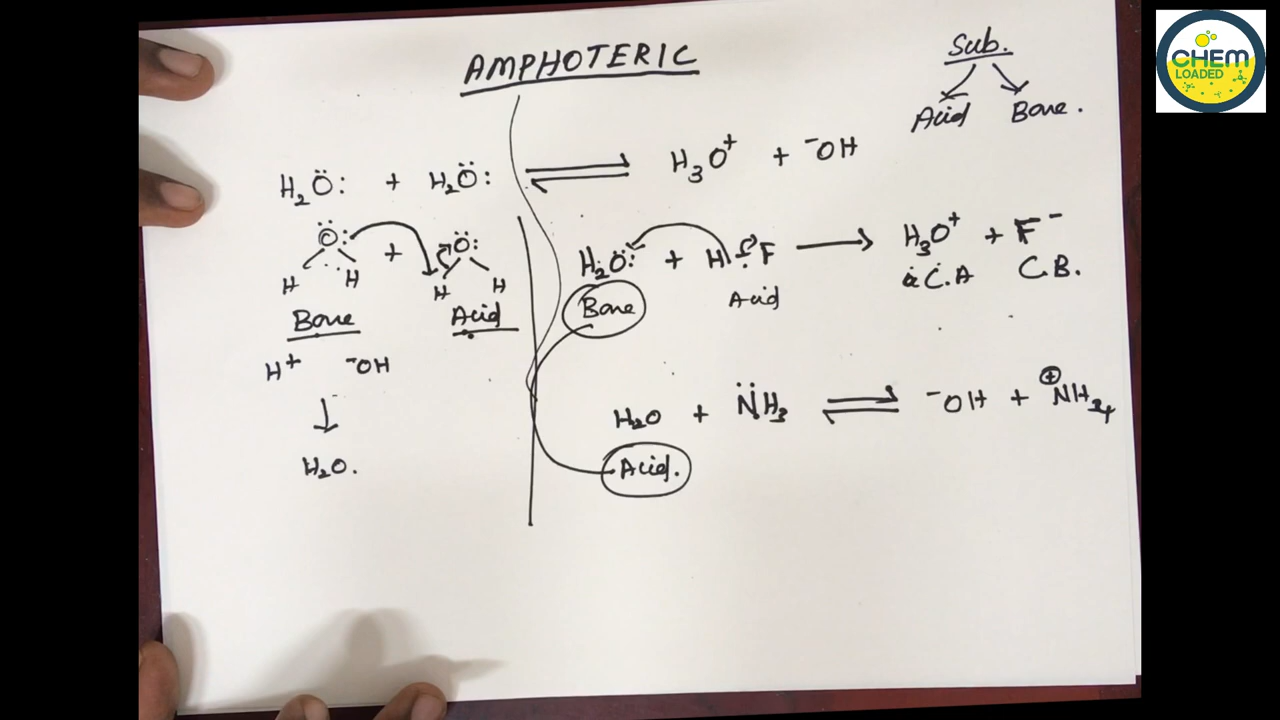 AMPHOTERIC
Sub.
Acid Base.
CHEM
LOADED
H₂Ö: + H₂Ö: ⇌ H₃O⁺ + ⁻OH
Ö: + Ö:
H H H H
Base Acid
H⁺ ⁻OH
↓
H₂O.
H₂Ö: + H–F → H₃O⁺ + F⁻
Base Acid C.A C.B.
H₂O + N̈H₃ ⇌ ⁻OH + ⊕NH₄
Acid.